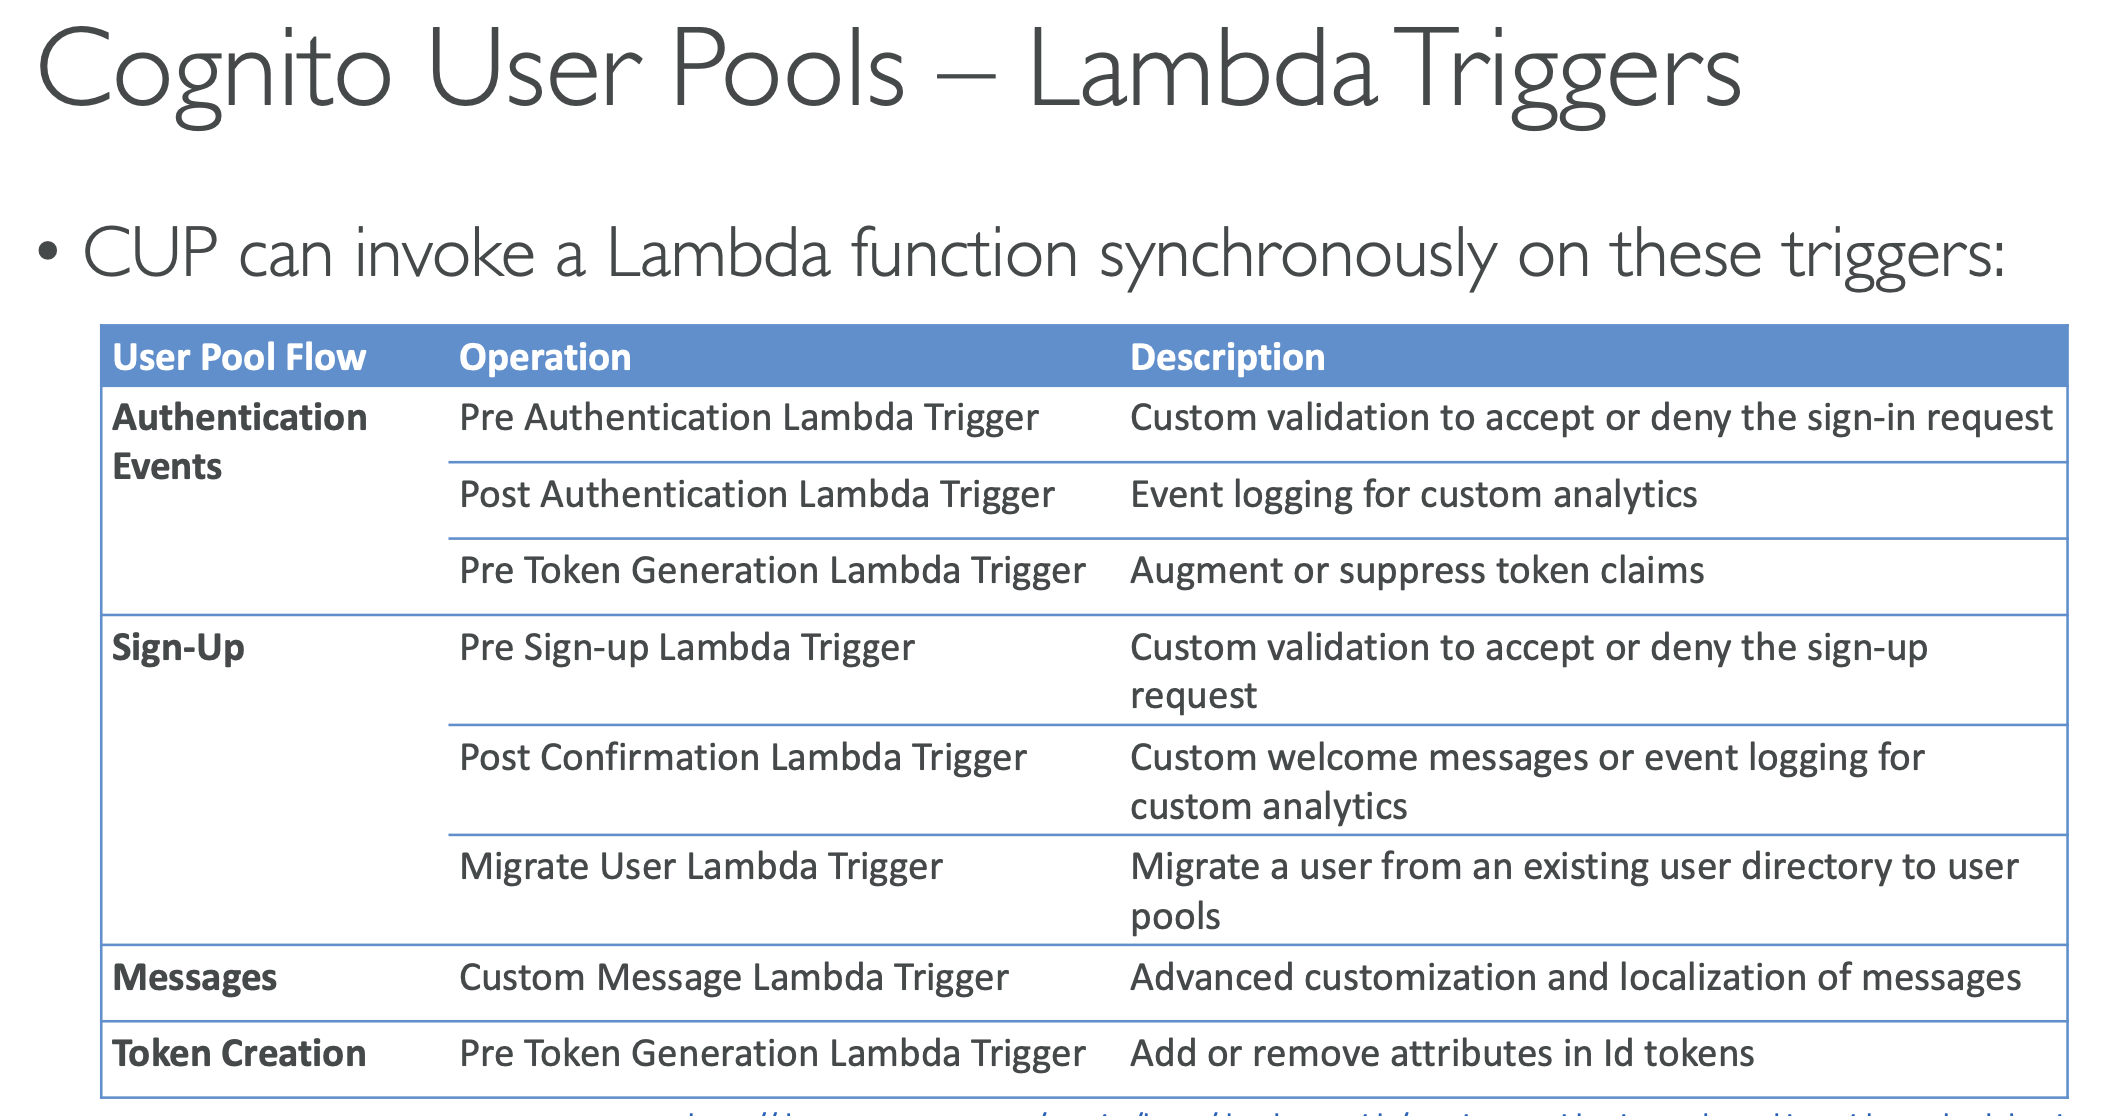 Cognito User Pools – Lambda Triggers
• CUP can invoke a Lambda function synchronously on these triggers:
User Pool Flow Operation Description
Authentication Events Pre Authentication Lambda Trigger Custom validation to accept or deny the sign-in request
Post Authentication Lambda Trigger Event logging for custom analytics
Pre Token Generation Lambda Trigger Augment or suppress token claims
Sign-Up Pre Sign-up Lambda Trigger Custom validation to accept or deny the sign-up
request
Post Confirmation Lambda Trigger Custom welcome messages or event logging for
custom analytics
Migrate User Lambda Trigger Migrate a user from an existing user directory to user
pools
Messages Custom Message Lambda Trigger Advanced customization and localization of messages
Token Creation Pre Token Generation Lambda Trigger Add or remove attributes in Id tokens